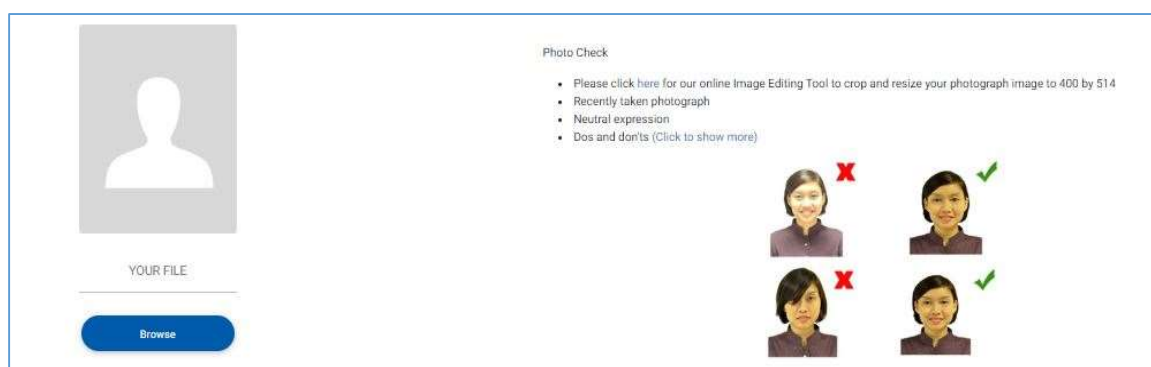 Photo Check
Please click here for our online Image Editing Tool to crop and resize your photograph image to 400 by 514
Recently taken photograph
Neutral expression
Dos and don'ts (Click to show more)
YOUR FILE
Browse